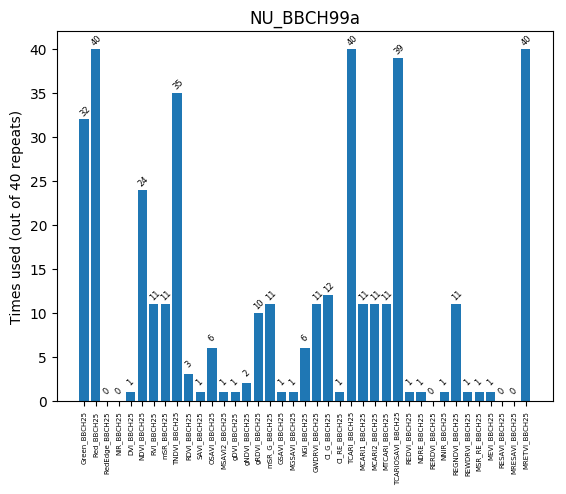 NU_BBCH99a
Times used (out of 40 repeats)
40
35
30
25
20
15
10
5
0
32
40
0
0
1
24
11
11
35
3
1
6
1
1
2
10
11
1
1
6
11
12
1
40
11
11
11
39
1
1
0
1
11
1
1
1
0
0
40
Green_BBCH25
Red_BBCH25
RedEdge_BBCH25
NIR_BBCH25
DVI_BBCH25
NDVI_BBCH25
RVI_BBCH25
mSR_BBCH25
TNDVI_BBCH25
RDVI_BBCH25
SAVI_BBCH25
OSAVI_BBCH25
MSAVI2_BBCH25
gDVI_BBCH25
gNDVI_BBCH25
gRDVI_BBCH25
mSR_G_BBCH25
GSAVI_BBCH25
MGSAVI_BBCH25
NGI_BBCH25
GWDRVI_BBCH25
CI_G_BBCH25
CI_RE_BBCH25
TCARI_BBCH25
MCARI1_BBCH25
MCARI2_BBCH25
MTCARI_BBCH25
TCARIOSAVI_BBCH25
REDVI_BBCH25
NDRE_BBCH25
RERDVI_BBCH25
NNIR_BBCH25
REGNDVI_BBCH25
REWDRVI_BBCH25
MSR_RE_BBCH25
MEVI_BBCH25
RESAVI_BBCH25
MRESAVI_BBCH25
MRETVI_BBCH25